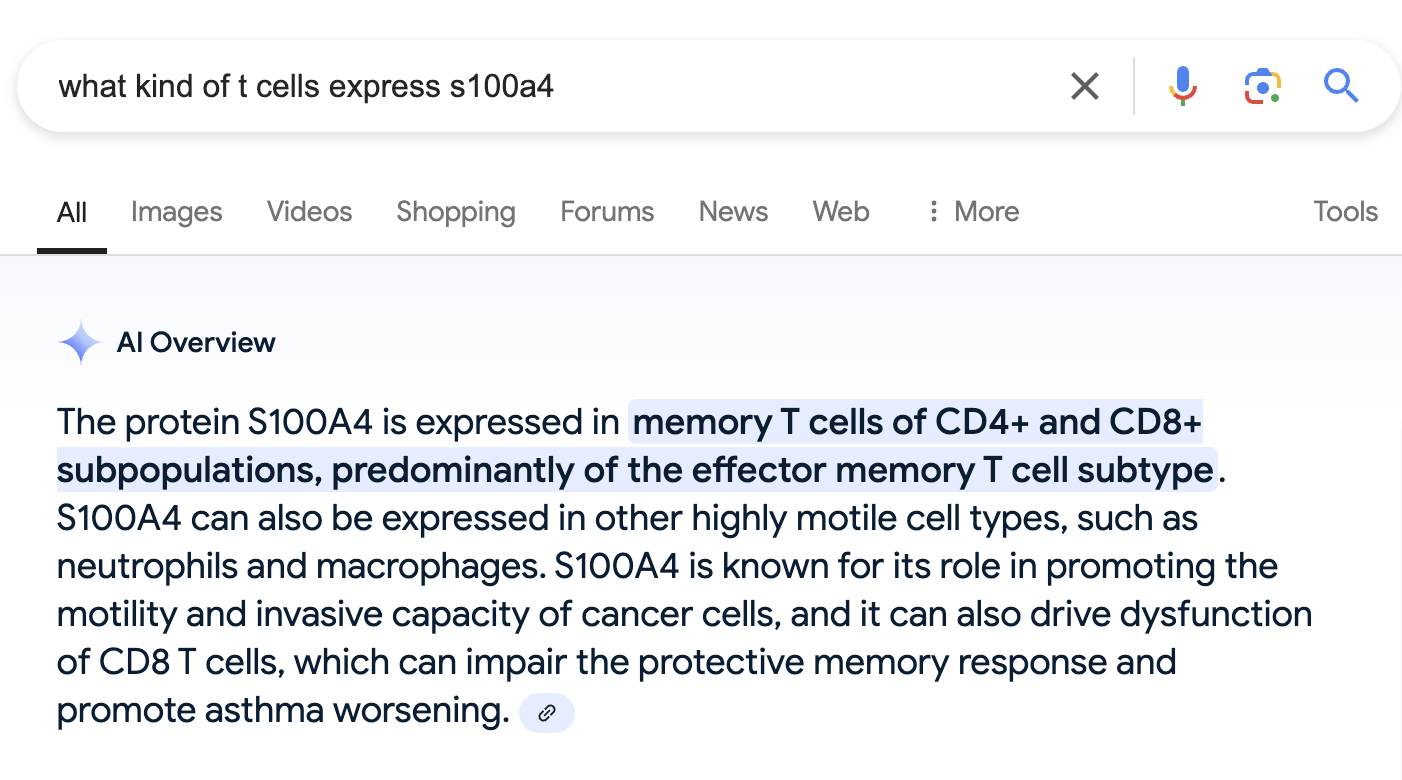 what kind of t cells express s100a4
All Images Videos Shopping Forums News Web More Tools
AI Overview
The protein S100A4 is expressed in memory T cells of CD4+ and CD8+
subpopulations, predominantly of the effector memory T cell subtype.
S100A4 can also be expressed in other highly motile cell types, such as
neutrophils and macrophages. S100A4 is known for its role in promoting the
motility and invasive capacity of cancer cells, and it can also drive dysfunction
of CD8 T cells, which can impair the protective memory response and
promote asthma worsening.